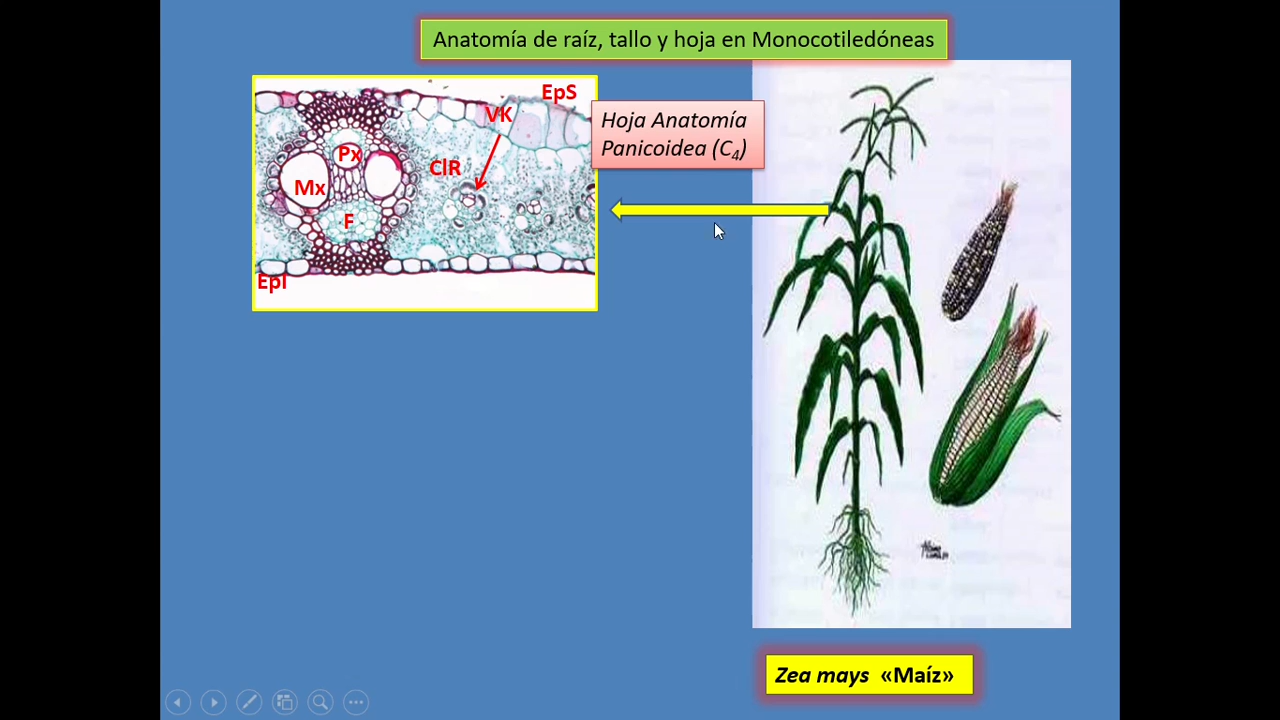 Anatomía de raíz, tallo y hoja en Monocotiledóneas
EpS
VK
Hoja Anatomía
Panicoidea (C₄)
Px
ClR
Mx
F
EpI
Zea mays «Maíz»